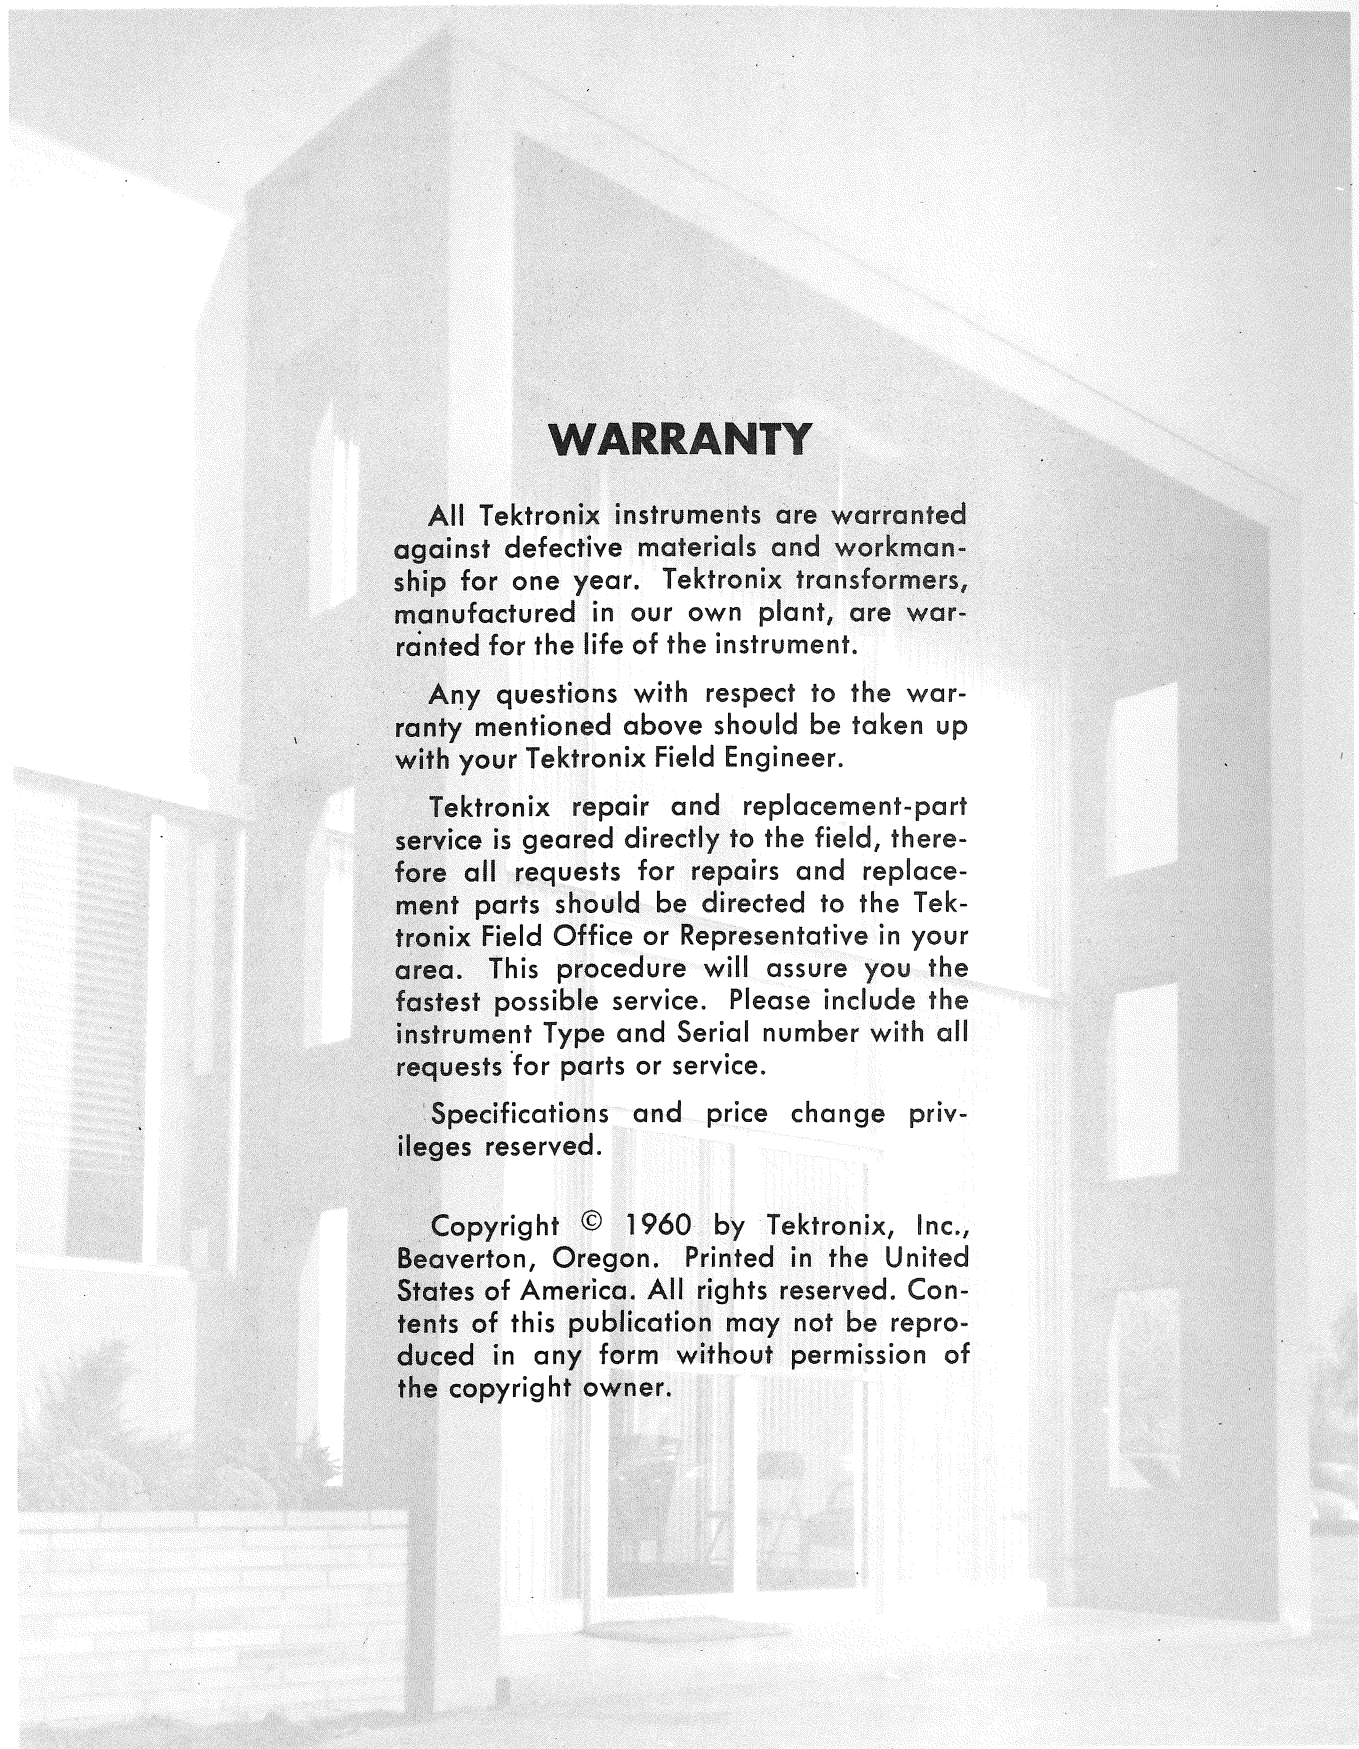 WARRANTY
All Tektronix instruments are warranted
against defective materials and workman-
ship for one year. Tektronix transformers,
manufactured in our own plant, are war-
ranted for the life of the instrument.
Any questions with respect to the war-
ranty mentioned above should be taken up
with your Tektronix Field Engineer.
Tektronix repair and replacement-part
service is geared directly to the field, there-
fore all requests for repairs and replace-
ment parts should be directed to the Tek-
tronix Field Office or Representative in your
area. This procedure will assure you the
fastest possible service. Please include the
instrument Type and Serial number with all
requests for parts or service.
Specifications and price change priv-
ileges reserved.
Copyright © 1960 by Tektronix, Inc.,
Beaverton, Oregon. Printed in the United
States of America. All rights reserved. Con-
tents of this publication may not be repro-
duced in any form without permission of
the copyright owner.